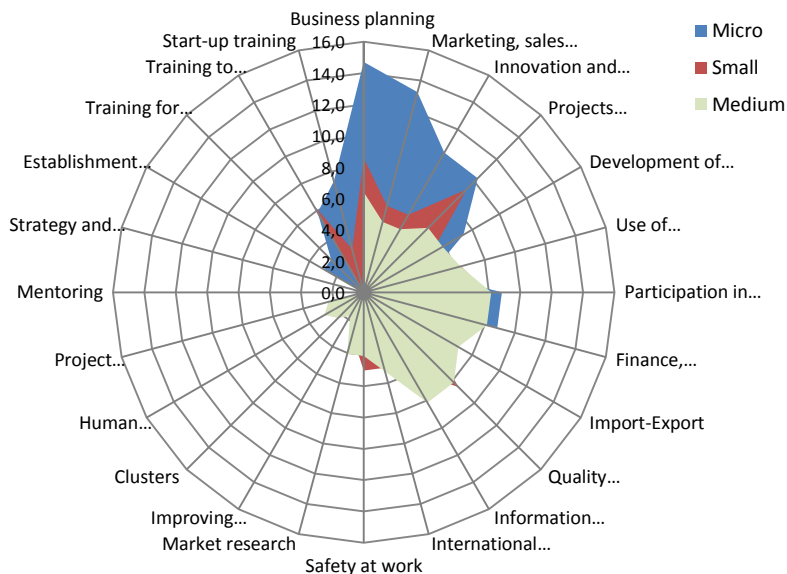 Business planning
Marketing, sales...
Innovation and...
Projects...
Development of...
Use of...
Participation in...
Finance,...
Import-Export
Quality...
Information...
International...
Safety at work
Market research
Improving...
Clusters
Human...
Project...
Mentoring
Strategy and...
Establishment...
Training for...
Training to...
Start-up training
16,0
14,0
12,0
10,0
8,0
6,0
4,0
2,0
0,0
Micro
Small
Medium